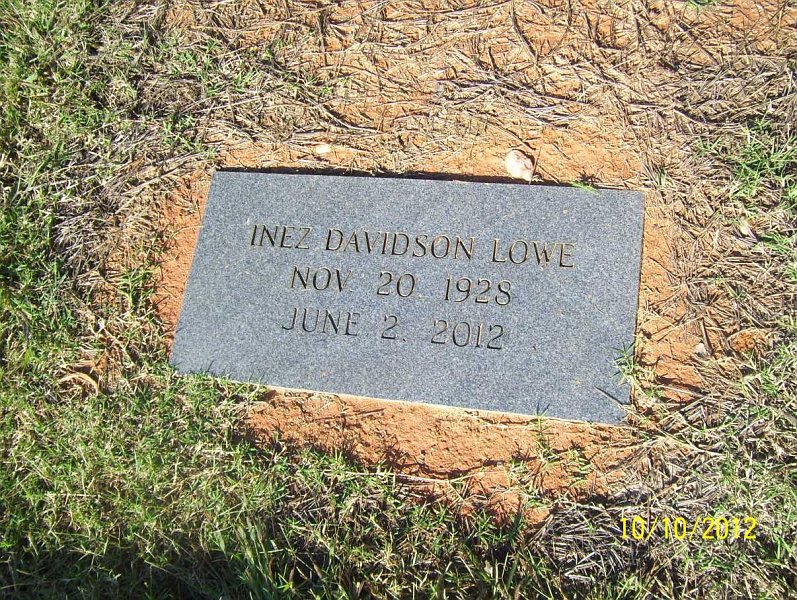 INEZ DAVIDSON LOWE
NOV. 20 1928
JUNE 2. 2012
10/10/2012